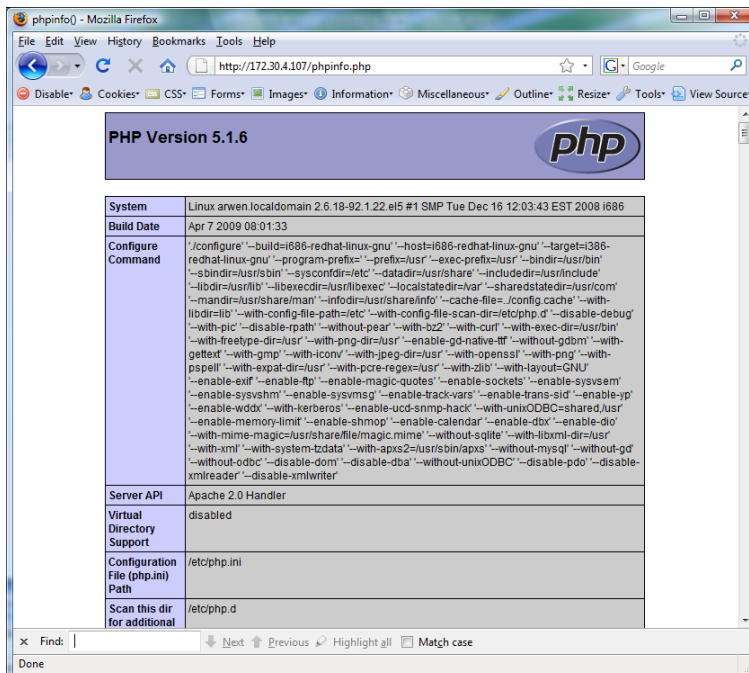 phpinfo() - Mozilla Firefox
File Edit View History Bookmarks Tools Help
http://172.30.4.107/phpinfo.php
G Google
Disable Cookies CSS Forms Images Information Miscellaneous Outline Resize Tools View Source
PHP Version 5.1.6
php
System Linux arwen.localdomain 2.6.18-92.1.22.el5 #1 SMP Tue Dec 16 12:03:43 EST 2008 i686
Build Date Apr 7 2009 08:01:33
Configure Command
'./configure' '--build=i686-redhat-linux-gnu' '--host=i686-redhat-linux-gnu' '--target=i386-
redhat-linux-gnu' '--program-prefix=' '--prefix=/usr' '--exec-prefix=/usr' '--bindir=/usr/bin'
'--sbindir=/usr/sbin' '--sysconfdir=/etc' '--datadir=/usr/share' '--includedir=/usr/include'
'--libdir=/usr/lib' '--libexecdir=/usr/libexec' '--localstatedir=/var' '--sharedstatedir=/usr/com'
'--mandir=/usr/share/man' '--infodir=/usr/share/info' '--cache-file=../config.cache' '--with-
libdir=lib' '--with-config-file-path=/etc' '--with-config-file-scan-dir=/etc/php.d' '--disable-debug'
'--with-pic' '--disable-rpath' '--without-pear' '--with-bz2' '--with-curl' '--with-exec-dir=/usr/bin'
'--with-freetype-dir=/usr' '--with-png-dir=/usr' '--enable-gd-native-ttf' '--without-gdbm' '--with-
gettext' '--with-gmp' '--with-iconv' '--with-jpeg-dir=/usr' '--with-openssl' '--with-png' '--with-
pspell' '--with-expat-dir=/usr' '--with-pcre-regex=/usr' '--with-zlib' '--with-layout=GNU'
'--enable-exif' '--enable-ftp' '--enable-magic-quotes' '--enable-sockets' '--enable-sysvsem'
'--enable-sysvshm' '--enable-sysvmsg' '--enable-track-vars' '--enable-trans-sid' '--enable-yp'
'--enable-wddx' '--with-kerberos' '--enable-ucd-snmp-hack' '--with-unixODBC=shared,/usr'
'--enable-memory-limit' '--enable-shmop' '--enable-calendar' '--enable-dbx' '--enable-dio'
'--with-mime-magic=/usr/share/file/magic.mime' '--without-sqlite' '--with-libxml-dir=/usr'
'--with-xml' '--with-system-tzdata' '--with-apxs2=/usr/sbin/apxs' '--without-mysql' '--without-gd'
'--without-odbc' '--disable-dom' '--disable-dba' '--without-unixODBC' '--disable-pdo' '--disable-
xmlreader' '--disable-xmlwriter'
Server API Apache 2.0 Handler
Virtual disabled
Directory
Support
Configuration /etc/php.ini
File (php.ini)
Path
Scan this dir /etc/php.d
for additional
x Find: Next Previous Highlight all Match case
Done